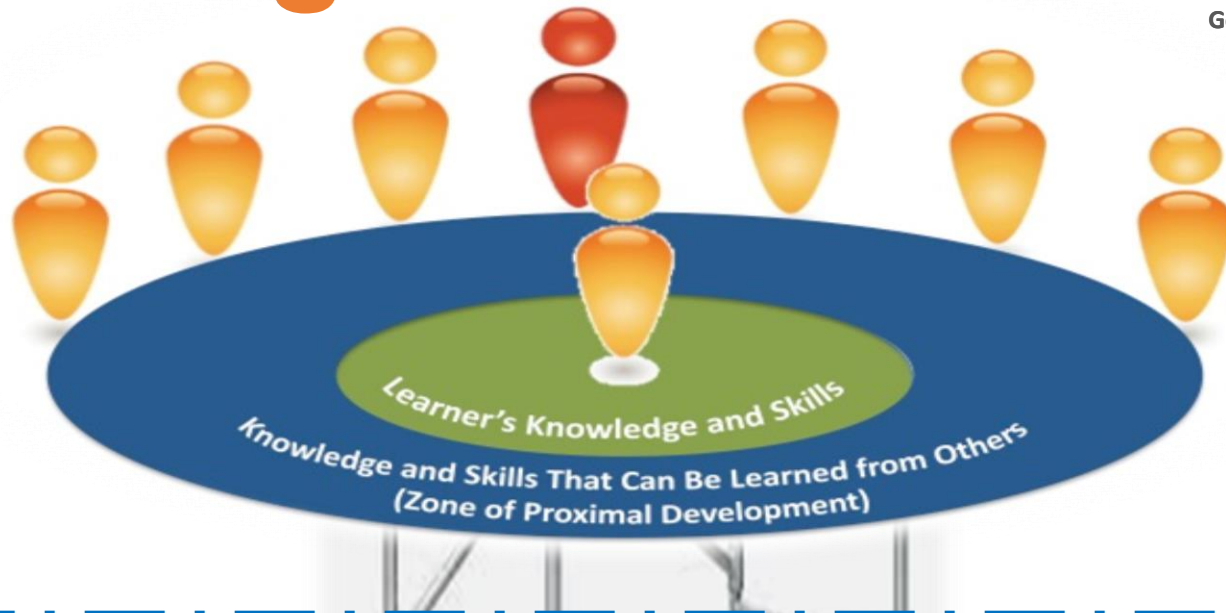 G
Learner's Knowledge and Skills
Knowledge and Skills That Can Be Learned from Others
(Zone of Proximal Development)